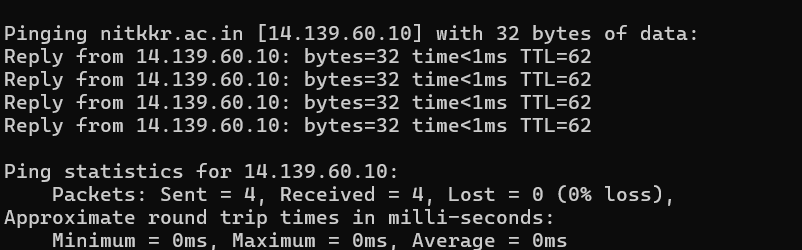 Pinging nitkkr.ac.in [14.139.60.10] with 32 bytes of data:
Reply from 14.139.60.10: bytes=32 time<1ms TTL=62
Reply from 14.139.60.10: bytes=32 time<1ms TTL=62
Reply from 14.139.60.10: bytes=32 time<1ms TTL=62
Reply from 14.139.60.10: bytes=32 time<1ms TTL=62
Ping statistics for 14.139.60.10:
    Packets: Sent = 4, Received = 4, Lost = 0 (0% loss),
Approximate round trip times in milli-seconds:
    Minimum = 0ms, Maximum = 0ms, Average = 0ms